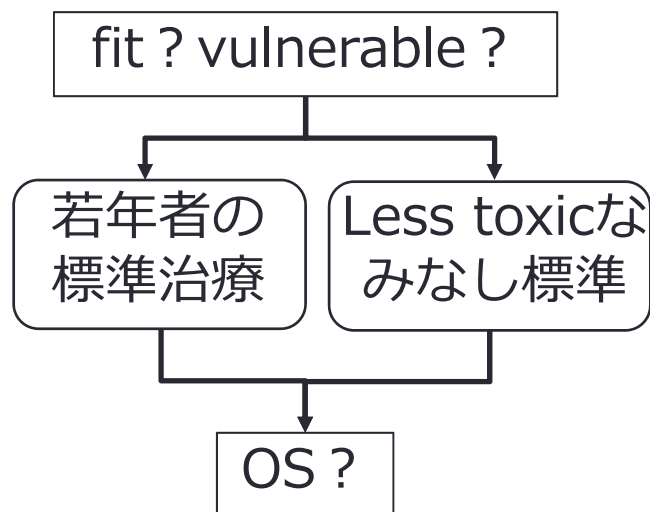 fit？vulnerable？
若年者の
標準治療
Less toxicな
みなし標準
OS？